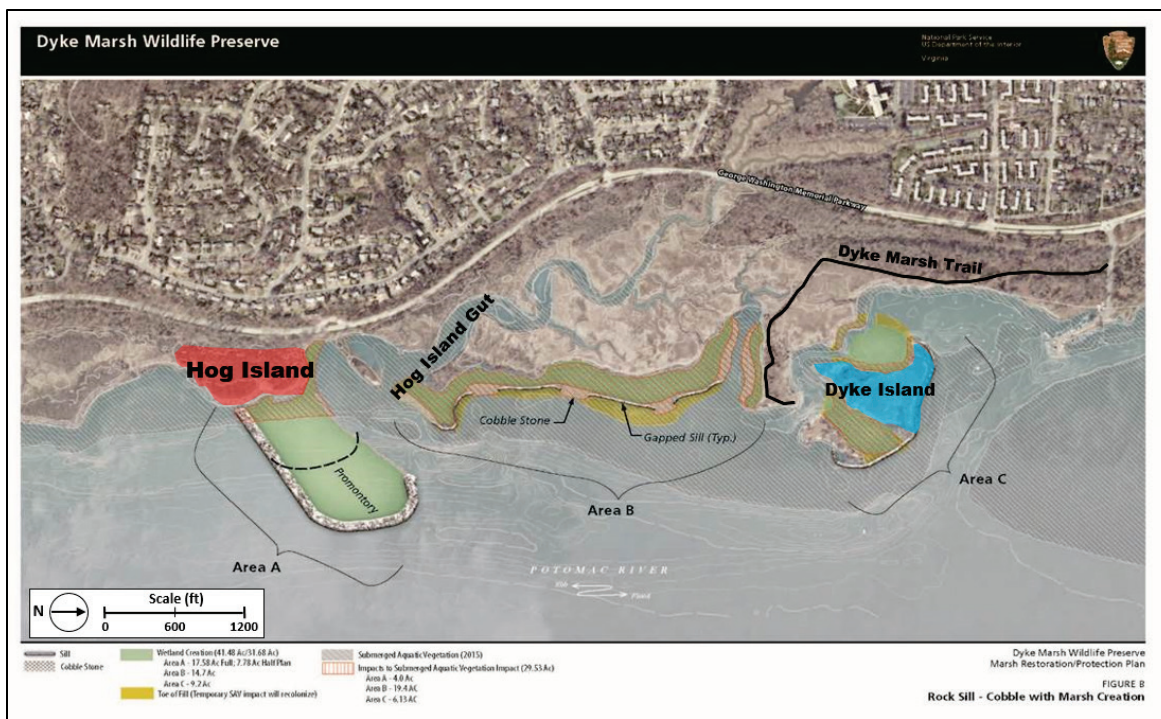 Dyke Marsh Wildlife Preserve
National Park Service
US Department of the Interior
Virginia
George Washington Memorial Parkway
Dyke Marsh Trail
Hog Island Gut
Hog Island
Dyke Island
Cobble Stone
Gapped Sill (Typ.)
Promontory
Area A
Area B
Area C
POTOMAC RIVER
Ebb
Flood
N
Scale (ft)
0 600 1200
Sill
Cobble Stone
Wetland Creation (41.48 Ac/31.68 Ac)
Area A - 17.58 Ac Full; 7.78 Ac Half Plan
Area B - 14.7 Ac
Area C - 9.2 Ac
Toe of Fill (Temporary SAV impact will recolonize)
Submerged Aquatic Vegetation (2015)
Impacts to Submerged Aquatic Vegetation Impact (29.53 Ac)
Area A - 4.0 Ac
Area B - 19.4 AC
Area C - 6.13 AC
Dyke Marsh Wildlife Preserve
Marsh Restoration/Protection Plan
FIGURE B
Rock Sill - Cobble with Marsh Creation